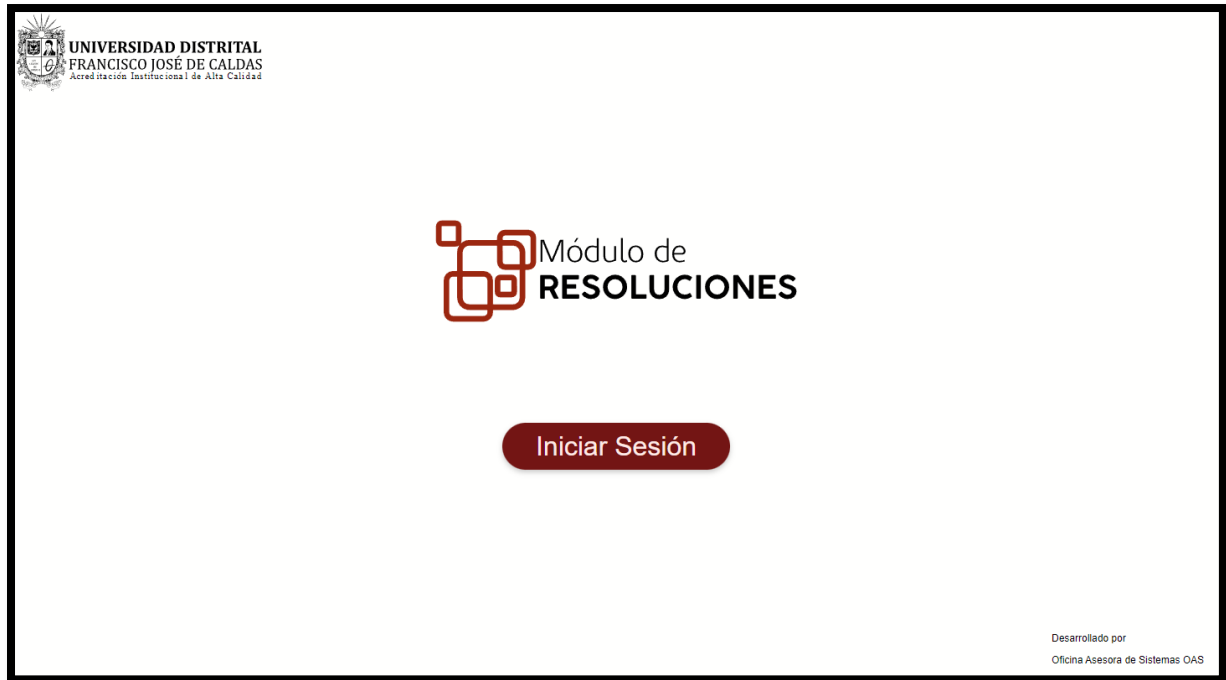 UNIVERSIDAD DISTRITAL
FRANCISCO JOSÉ DE CALDAS
Acreditación Institucional de Alta Calidad
Módulo de
RESOLUCIONES
Iniciar Sesión
Desarrollado por
Oficina Asesora de Sistemas OAS